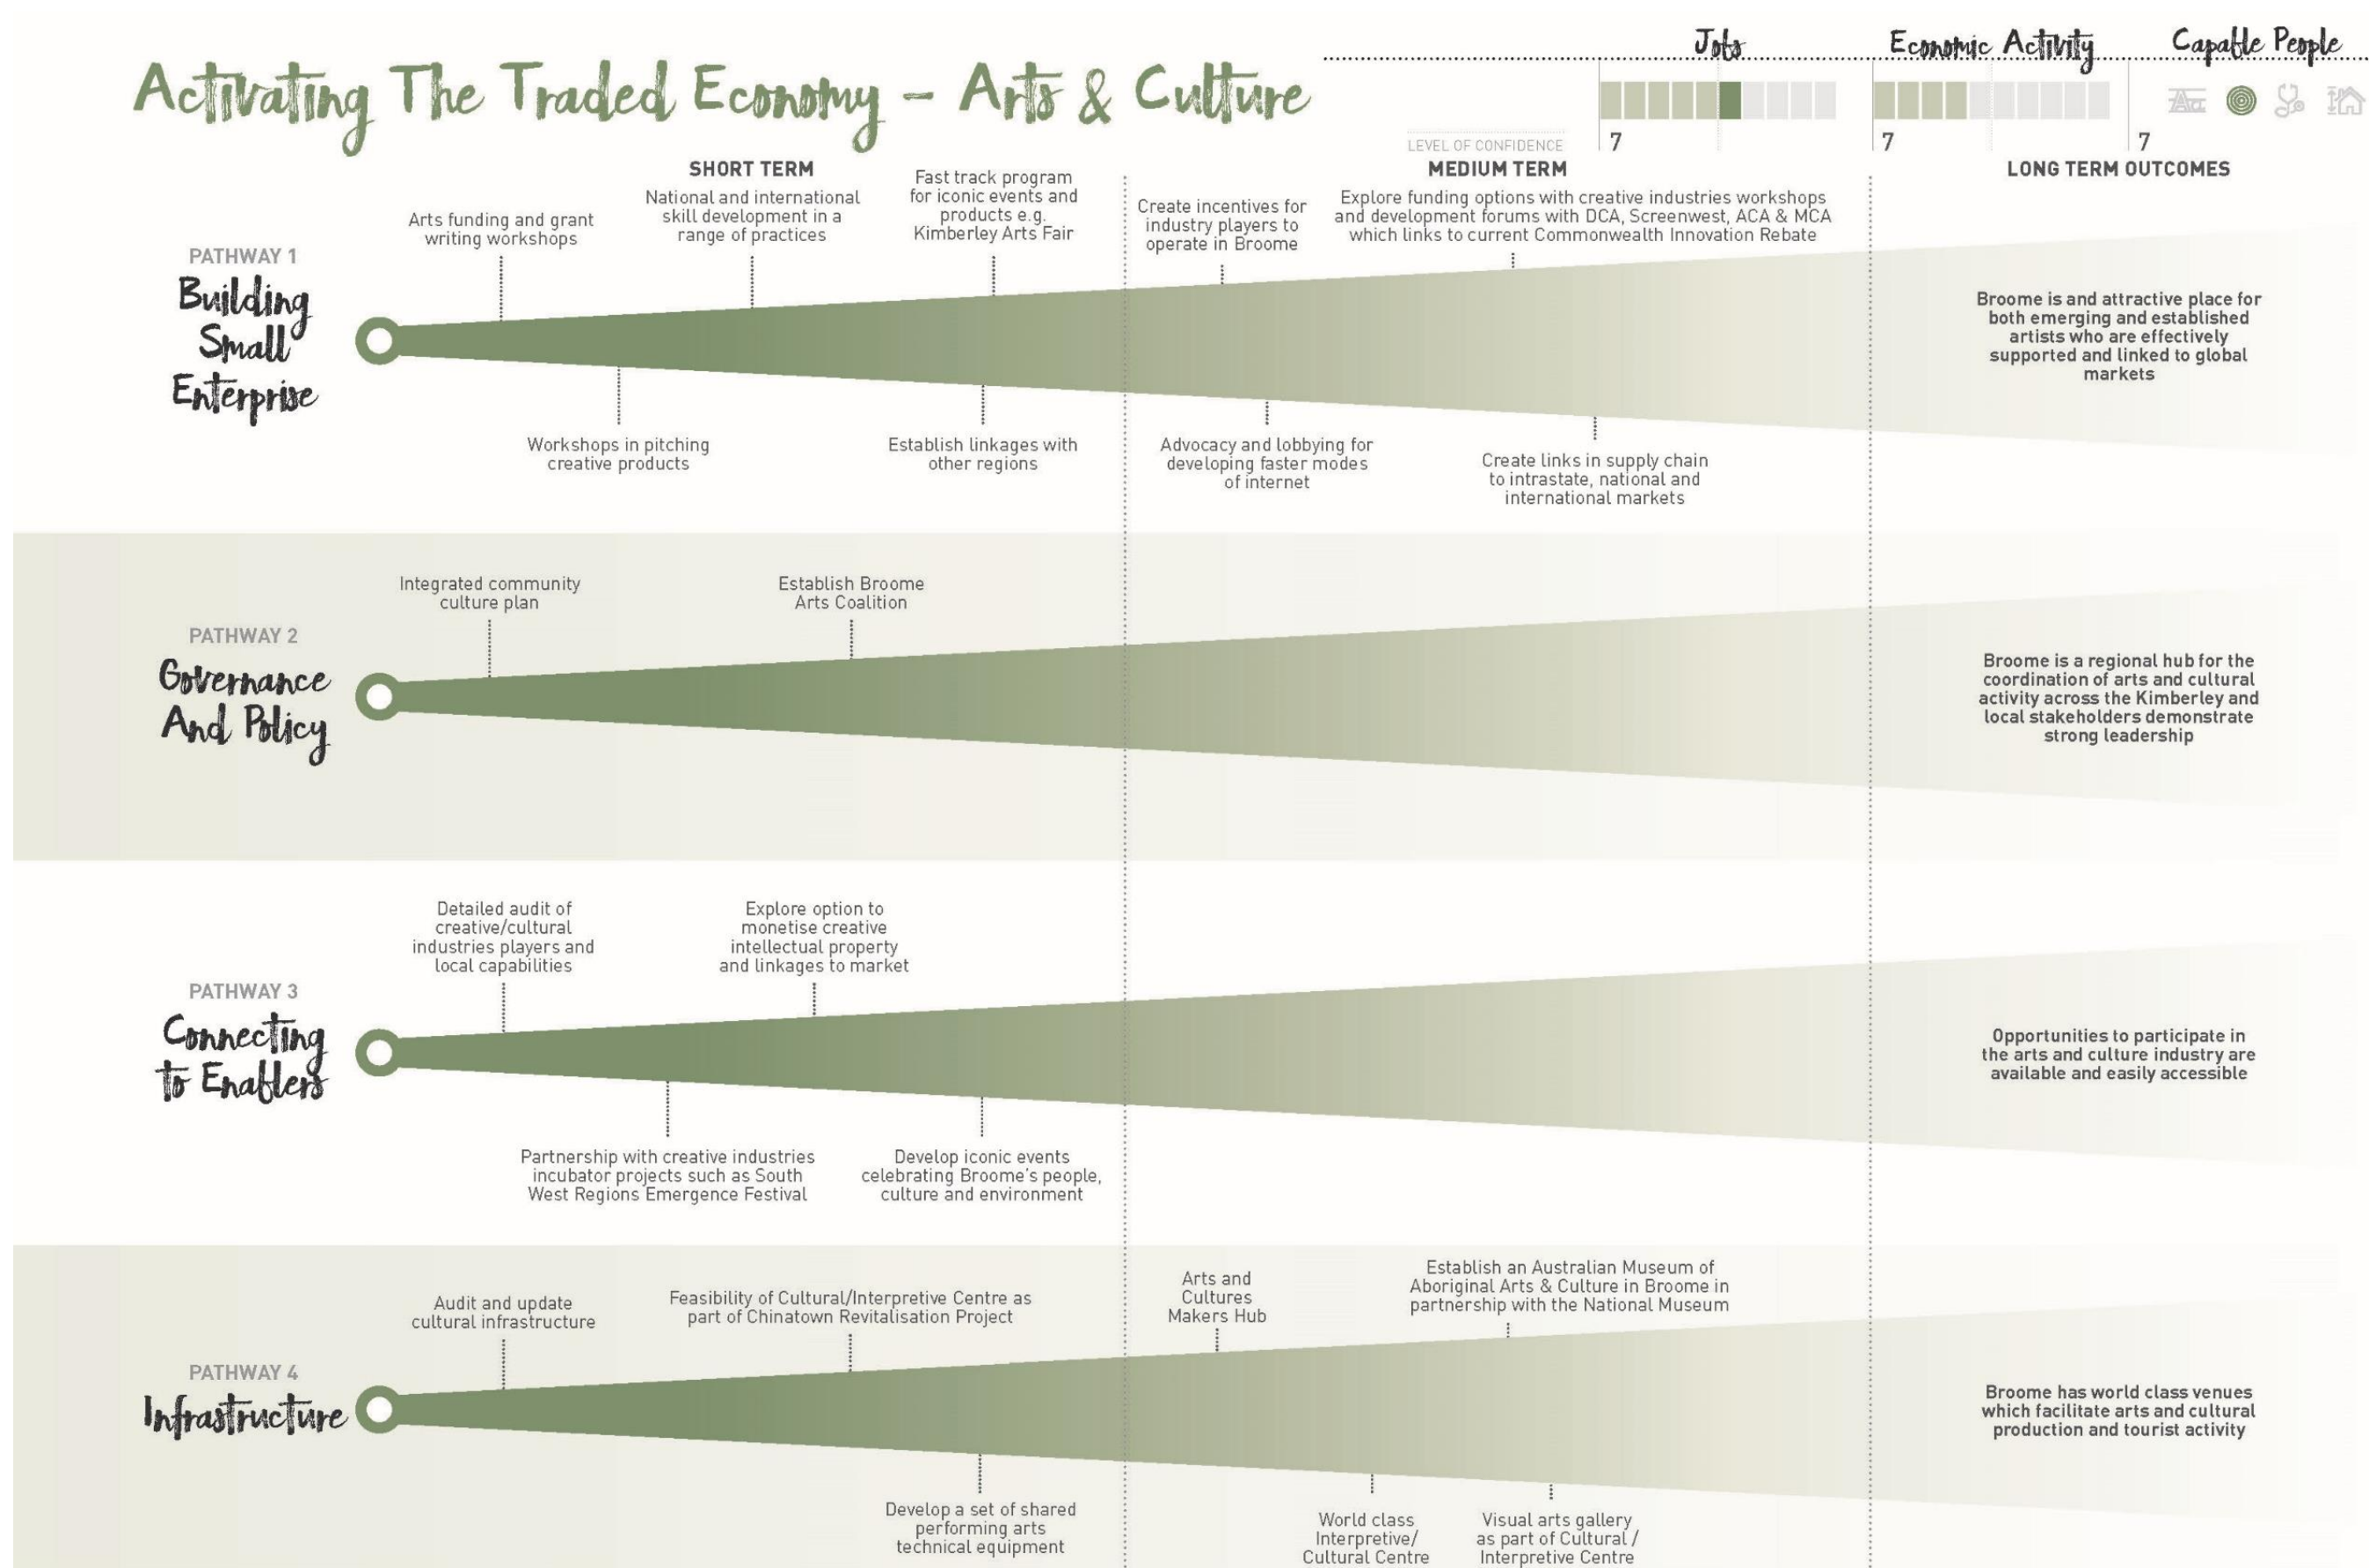 Activating The Traded Economy - Arts & Culture
Jobs
Economic Activity
Capable People
LEVEL OF CONFIDENCE
7
7
7
SHORT TERM
MEDIUM TERM
LONG TERM OUTCOMES
PATHWAY 1
Building
Small
Enterprise
Arts funding and grant
writing workshops
National and international
skill development in a
range of practices
Fast track program
for iconic events and
products e.g.
Kimberley Arts Fair
Create incentives for
industry players to
operate in Broome
Explore funding options with creative industries workshops
and development forums with DCA, Screenwest, ACA & MCA
which links to current Commonwealth Innovation Rebate
Workshops in pitching
creative products
Establish linkages with
other regions
Advocacy and lobbying for
developing faster modes
of internet
Create links in supply chain
to intrastate, national and
international markets
Broome is and attractive place for
both emerging and established
artists who are effectively
supported and linked to global
markets
PATHWAY 2
Governance
And Policy
Integrated community
culture plan
Establish Broome
Arts Coalition
Broome is a regional hub for the
coordination of arts and cultural
activity across the Kimberley and
local stakeholders demonstrate
strong leadership
PATHWAY 3
Connecting
to Enablers
Detailed audit of
creative/cultural
industries players and
local capabilities
Explore option to
monetise creative
intellectual property
and linkages to market
Partnership with creative industries
incubator projects such as South
West Regions Emergence Festival
Develop iconic events
celebrating Broome's people,
culture and environment
Opportunities to participate in
the arts and culture industry are
available and easily accessible
PATHWAY 4
Infrastructure
Audit and update
cultural infrastructure
Feasibility of Cultural/Interpretive Centre as
part of Chinatown Revitalisation Project
Arts and
Cultures
Makers Hub
Establish an Australian Museum of
Aboriginal Arts & Culture in Broome in
partnership with the National Museum
Develop a set of shared
performing arts
technical equipment
World class
Interpretive/
Cultural Centre
Visual arts gallery
as part of Cultural /
Interpretive Centre
Broome has world class venues
which facilitate arts and cultural
production and tourist activity